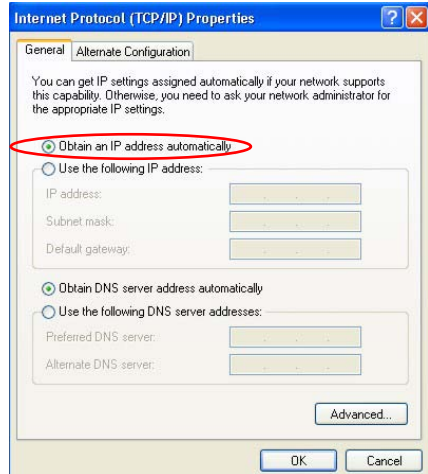 Internet Protocol (TCP/IP) Properties
General
Alternate Configuration
You can get IP settings assigned automatically if your network supports
this capability. Otherwise, you need to ask your network administrator for
the appropriate IP settings.
Obtain an IP address automatically
Use the following IP address:
IP address:
Subnet mask:
Default gateway:
Obtain DNS server address automatically
Use the following DNS server addresses:
Preferred DNS server:
Alternate DNS server:
Advanced...
OK
Cancel